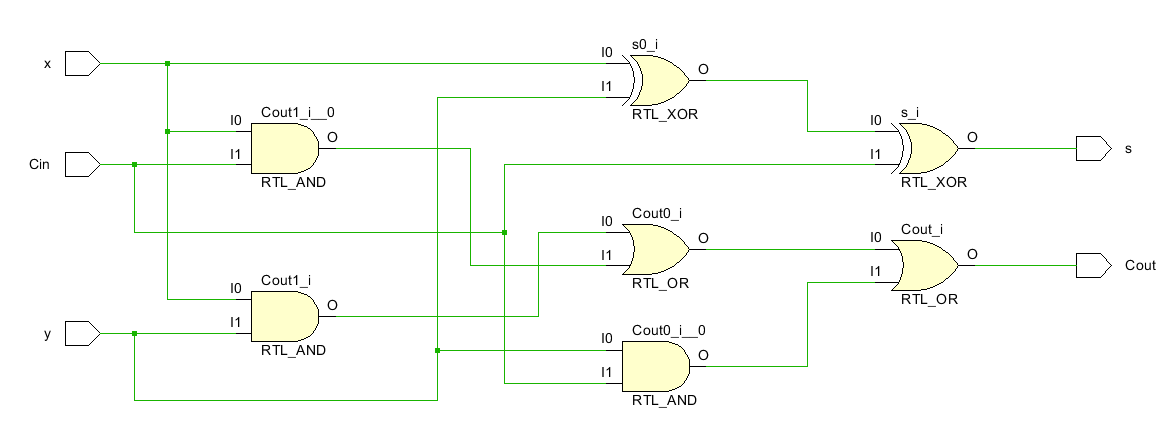 x
Cin
y
I0
I1
Cout1_i__0
O
RTL_AND
I0
I1
Cout1_i
O
RTL_AND
I0
I1
s0_i
O
RTL_XOR
I0
I1
Cout0_i
O
RTL_OR
I0
I1
Cout0_i__0
O
RTL_AND
I0
I1
s_i
O
RTL_XOR
I0
I1
Cout_i
O
RTL_OR
s
Cout